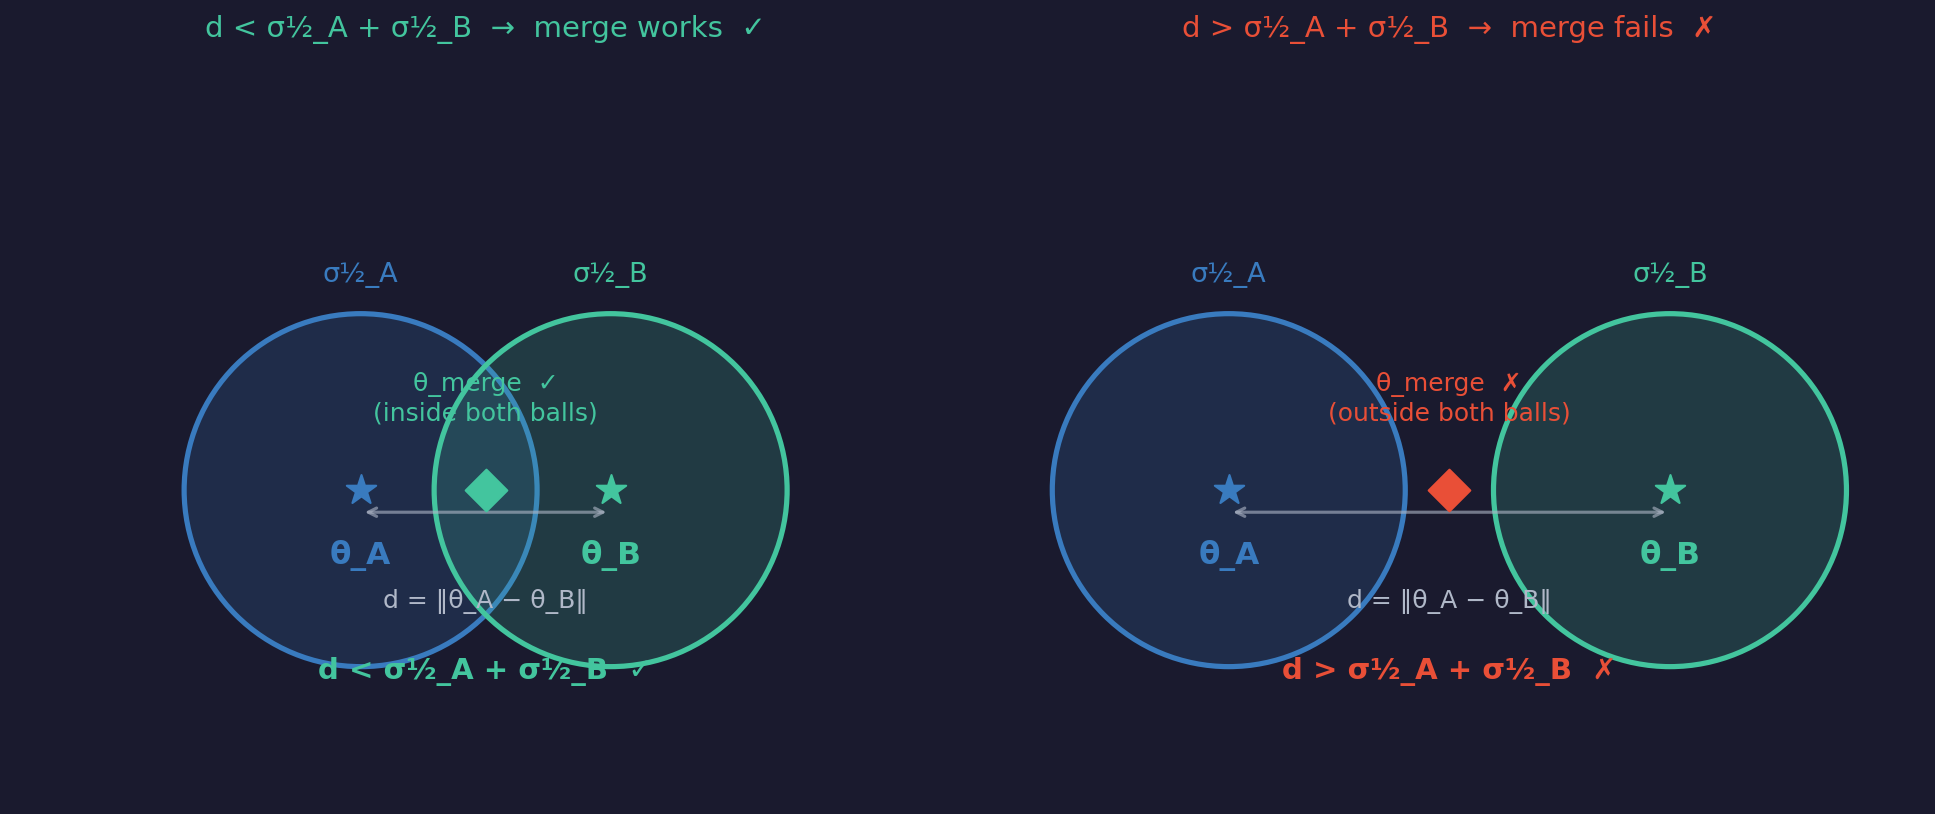 d < σ½_A + σ½_B → merge works ✓
σ½_A
σ½_B
θ_merge ✓
(inside both balls)
θ_A
θ_B
d = ‖θ_A − θ_B‖
d < σ½_A + σ½_B ✓
d > σ½_A + σ½_B → merge fails ✗
σ½_A
σ½_B
θ_merge ✗
(outside both balls)
θ_A
θ_B
d = ‖θ_A − θ_B‖
d > σ½_A + σ½_B ✗